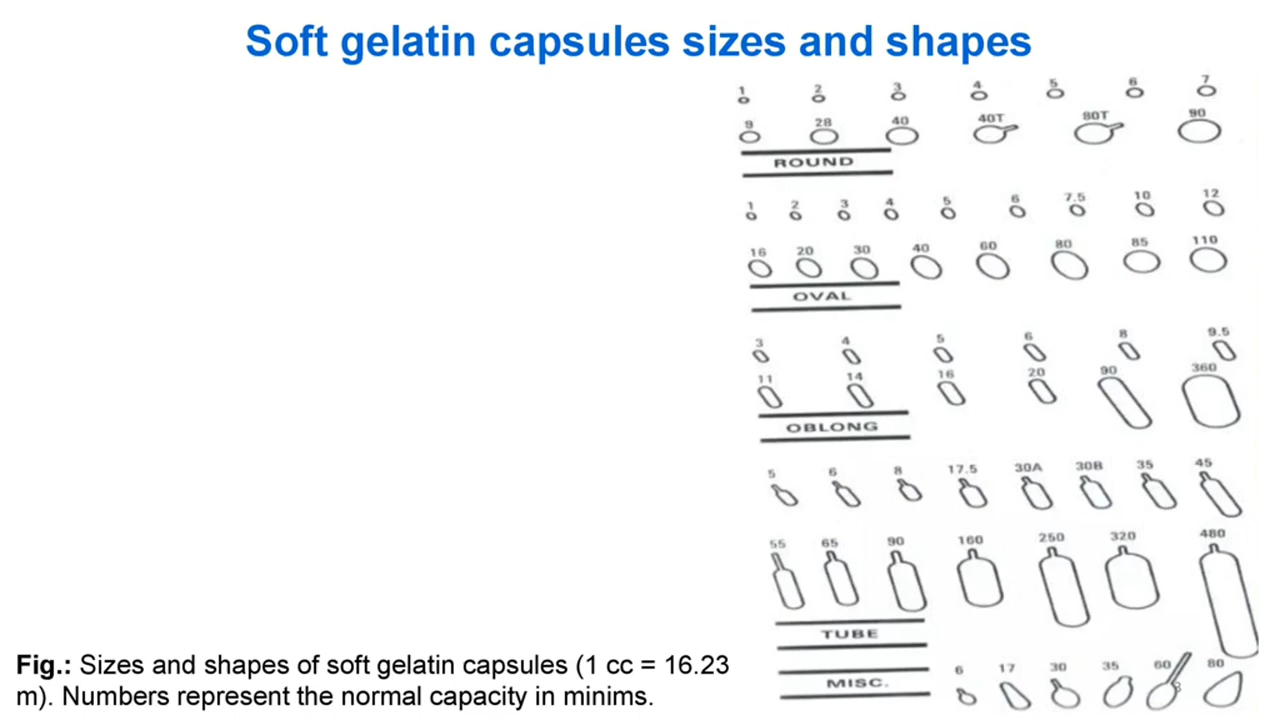 Soft gelatin capsules sizes and shapes
1 2 3 4 5 6 7
9 28 40 40T 80T 90
ROUND
1 2 3 4 5 6 7.5 10 12
16 20 30 40 60 80 85 110
OVAL
3 4 5 6 8 9.5
11 14 16 20 90 360
OBLONG
5 6 8 17.5 30A 30B 35 45
55 65 90 160 250 320 480
TUBE
MISC.
6 17 30 35 60 80
Fig.: Sizes and shapes of soft gelatin capsules (1 cc = 16.23
m). Numbers represent the normal capacity in minims.